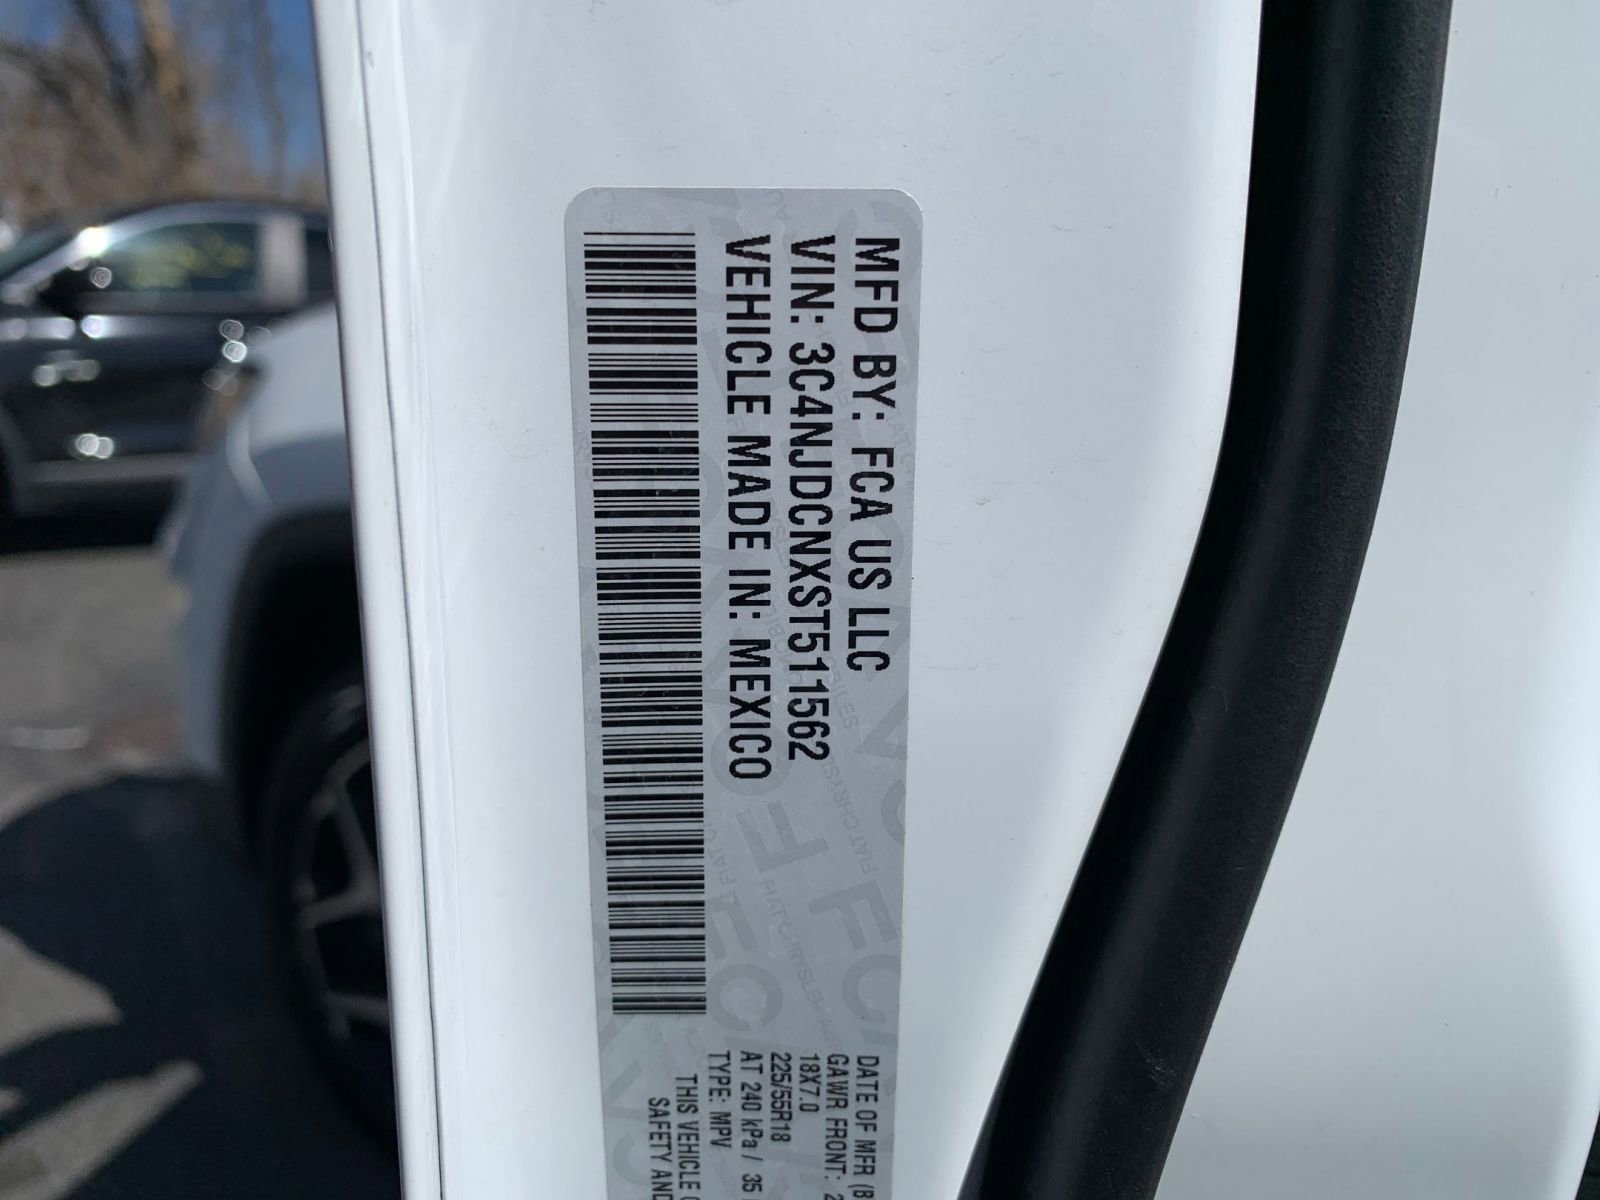 MFD BY: FCA US LLC
VIN: 3C4NJDCNXST511562
VEHICLE MADE IN: MEXICO
DATE OF MFR
GAWR FRONT:
18X7.0
225/55R18
AT 240 kPa / 35
TYPE: MPV
THIS VEHICLE
SAFETY AND